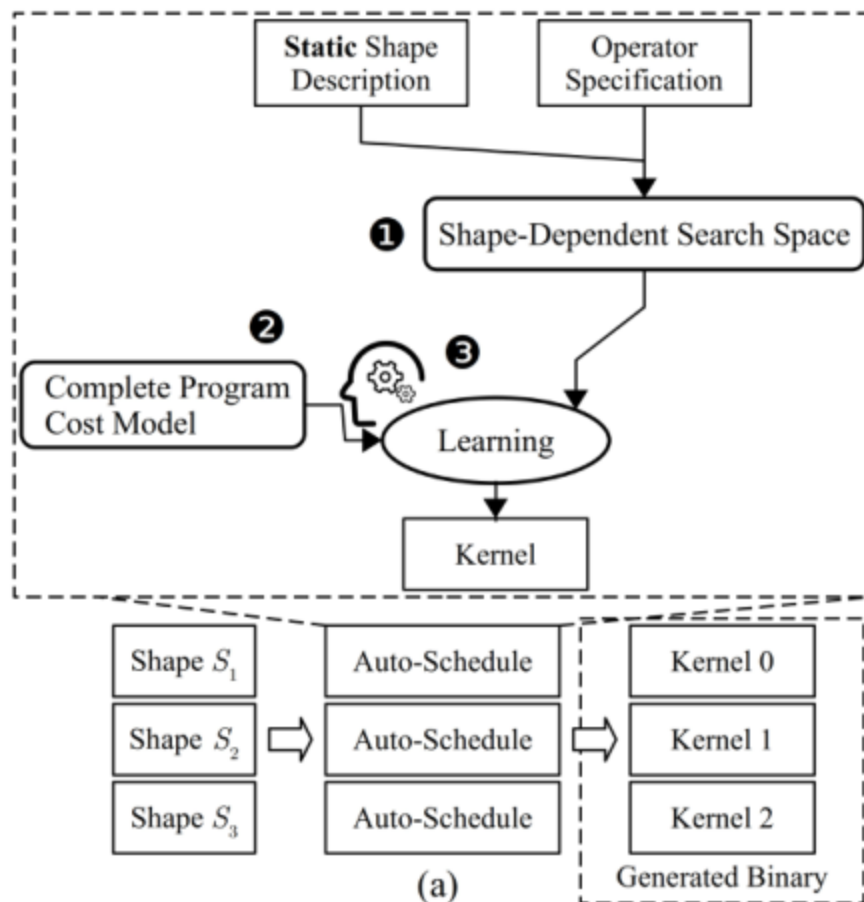 Static Shape
Description
Operator
Specification
❶
Shape-Dependent Search Space
❷
❸
Complete Program
Cost Model
Learning
Kernel
Shape S₁
Auto-Schedule
Kernel 0
Shape S₂
Auto-Schedule
Kernel 1
Shape S₃
Auto-Schedule
Kernel 2
Generated Binary
(a)